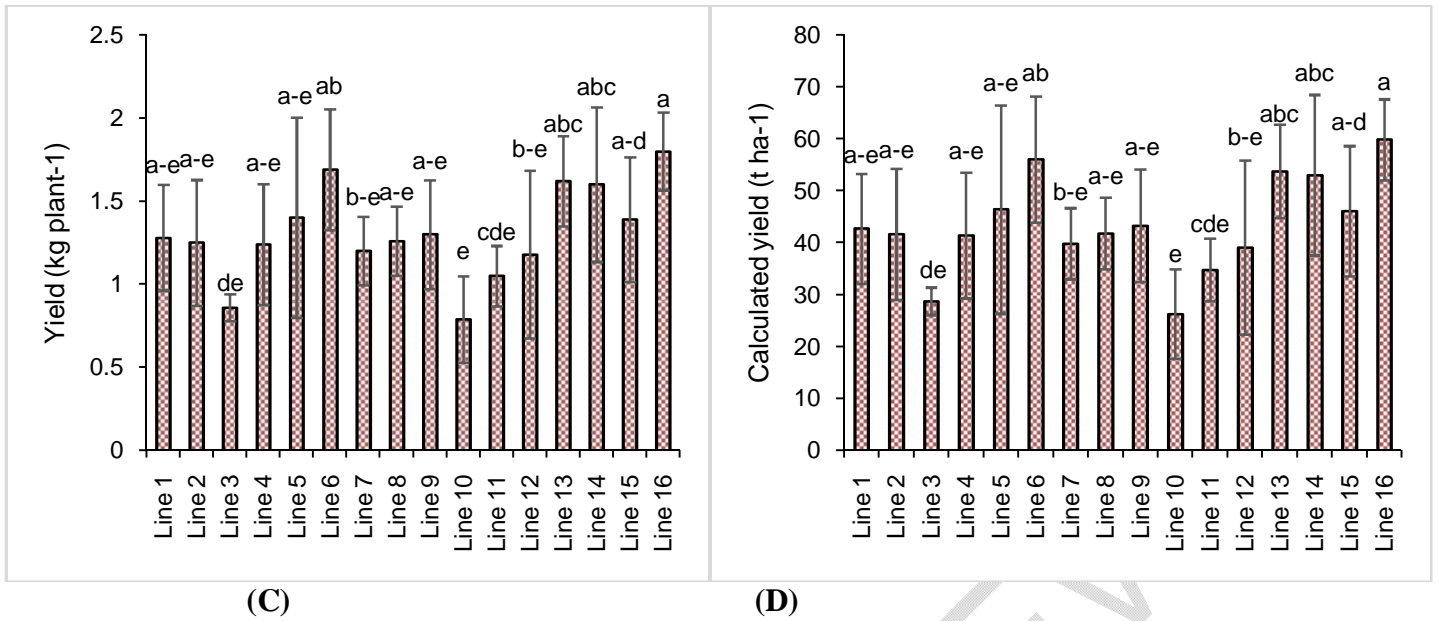 Yield (kg plant-1)
2.5
2
1.5
1
0.5
0
a-e
a-e
de
a-e
a-e
ab
b-e
a-e
a-e
e
cde
b-e
abc
abc
a-d
a
Line 1
Line 2
Line 3
Line 4
Line 5
Line 6
Line 7
Line 8
Line 9
Line 10
Line 11
Line 12
Line 13
Line 14
Line 15
Line 16
(C)
Calculated yield (t ha-1)
80
70
60
50
40
30
20
10
0
a-e
a-e
de
a-e
a-e
ab
b-e
a-e
a-e
e
cde
b-e
abc
abc
a-d
a
Line 1
Line 2
Line 3
Line 4
Line 5
Line 6
Line 7
Line 8
Line 9
Line 10
Line 11
Line 12
Line 13
Line 14
Line 15
Line 16
(D)